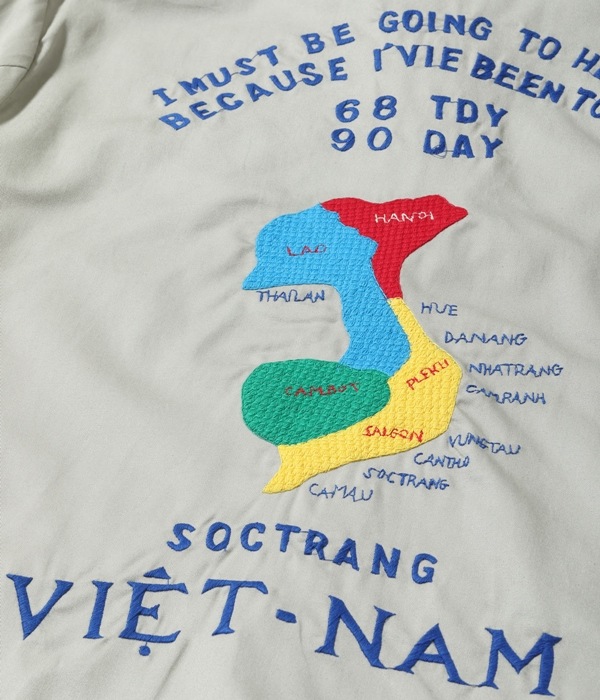 I MUST BE GOING TO
BECAUSE I'VIE BEEN TO
68 TDY
90 DAY
HANOI
LAO
THAILAN
HUE
DANANG
PLEKU
NHATRANG
CAMRANH
CAMBOT
SAIGON
VUNGTAU
CANTHO
SOCTRANG
CAMAU
SOCTRANG
VIỆT-NAM